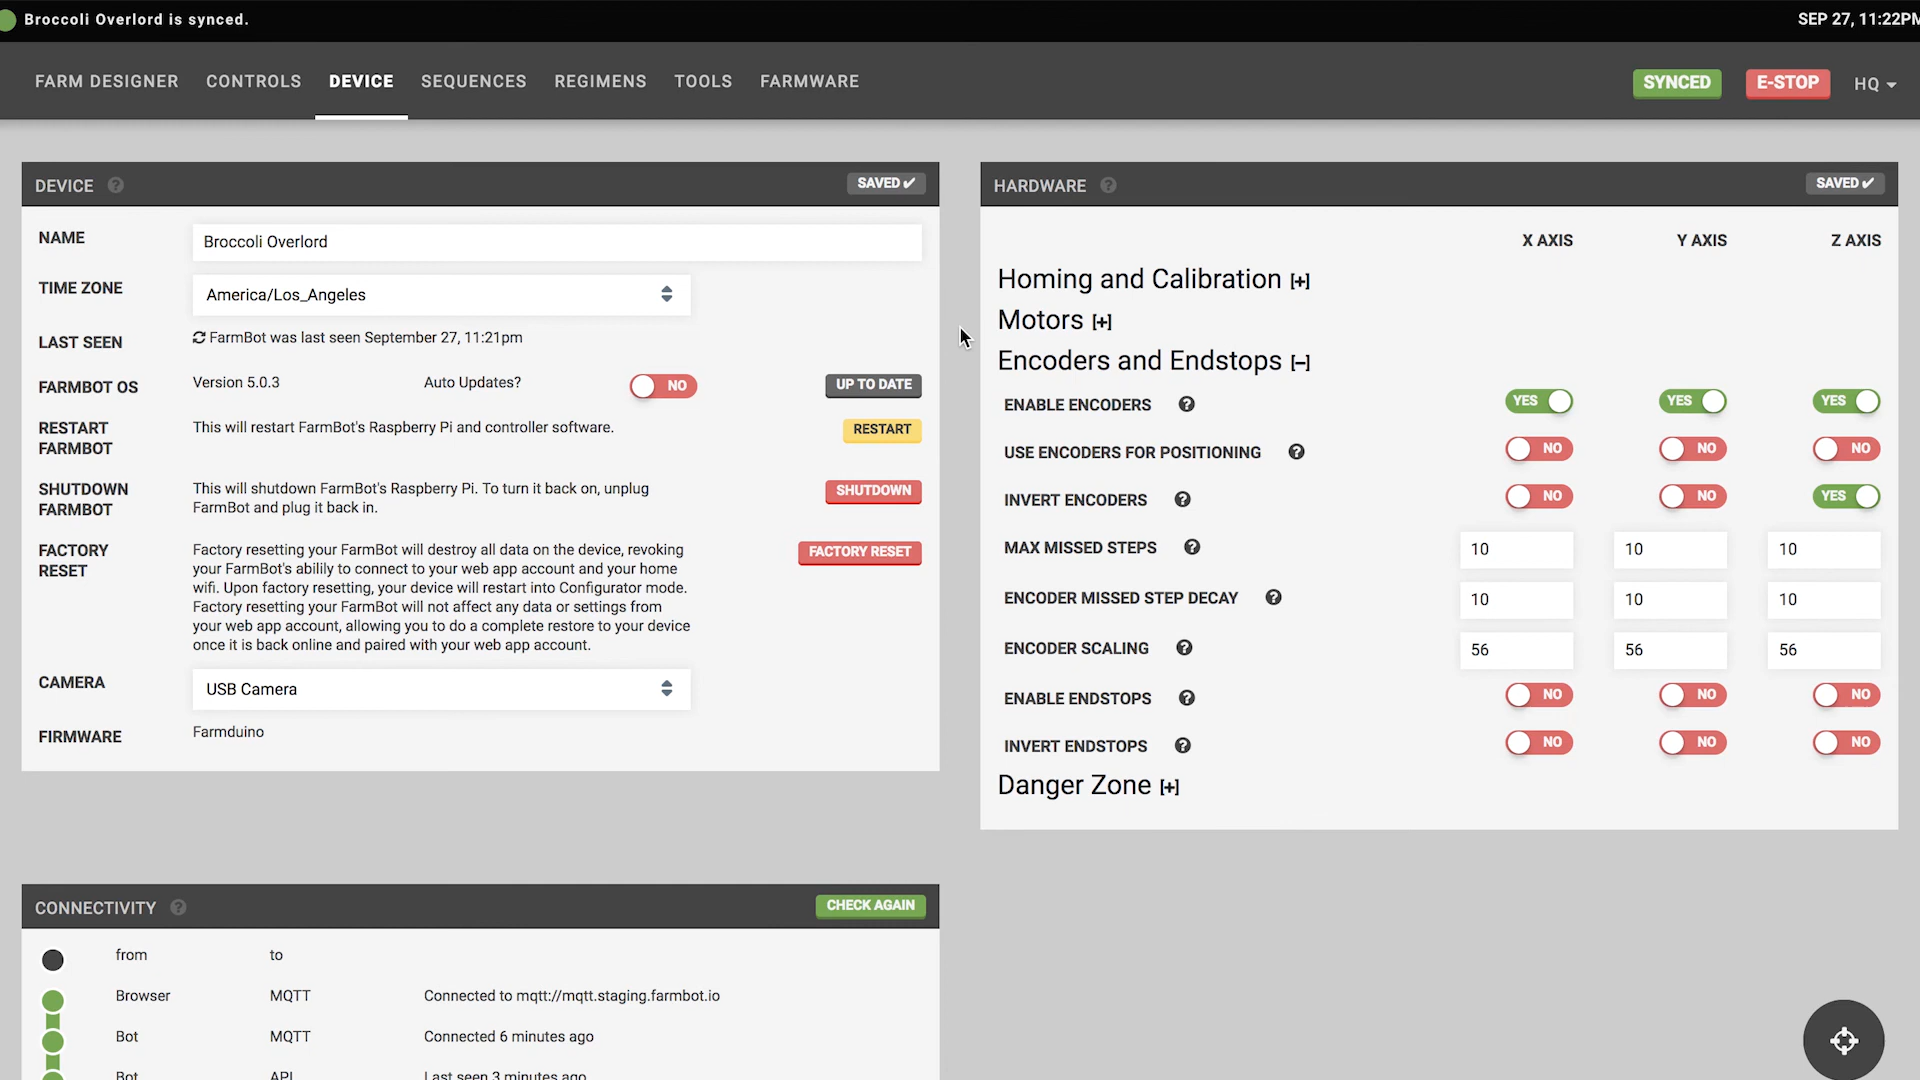 Broccoli Overlord is synced.
SEP 27, 11:22PM
FARM DESIGNER CONTROLS DEVICE SEQUENCES REGIMENS TOOLS FARMWARE
SYNCED E-STOP HQ
DEVICE ? SAVED ✔
NAME Broccoli Overlord
TIME ZONE America/Los_Angeles
LAST SEEN FarmBot was last seen September 27, 11:21pm
FARMBOT OS Version 5.0.3 Auto Updates? NO UP TO DATE
RESTART
FARMBOT
This will restart FarmBot's Raspberry Pi and controller software.
RESTART
SHUTDOWN
FARMBOT
This will shutdown FarmBot's Raspberry Pi. To turn it back on, unplug
FarmBot and plug it back in.
SHUTDOWN
FACTORY
RESET
Factory resetting your FarmBot will destroy all data on the device, revoking
your FarmBot's abilily to connect to your web app account and your home
wifi. Upon factory resetting, your device will restart into Configurator mode.
Factory resetting your FarmBot will not affect any data or settings from
your web app account, allowing you to do a complete restore to your device
once it is back online and paired with your web app account.
FACTORY RESET
CAMERA USB Camera
FIRMWARE Farmduino
HARDWARE ? SAVED ✔
X AXIS Y AXIS Z AXIS
Homing and Calibration [+]
Motors [+]
Encoders and Endstops [–]
ENABLE ENCODERS ? YES YES YES
USE ENCODERS FOR POSITIONING ? NO NO NO
INVERT ENCODERS ? NO NO YES
MAX MISSED STEPS ? 10 10 10
ENCODER MISSED STEP DECAY ? 10 10 10
ENCODER SCALING ? 56 56 56
ENABLE ENDSTOPS ? NO NO NO
INVERT ENDSTOPS ? NO NO NO
Danger Zone [+]
CONNECTIVITY ? CHECK AGAIN
from to
Browser MQTT Connected to mqtt://mqtt.staging.farmbot.io
Bot MQTT Connected 6 minutes ago
Bot API Last seen 3 minutes ago